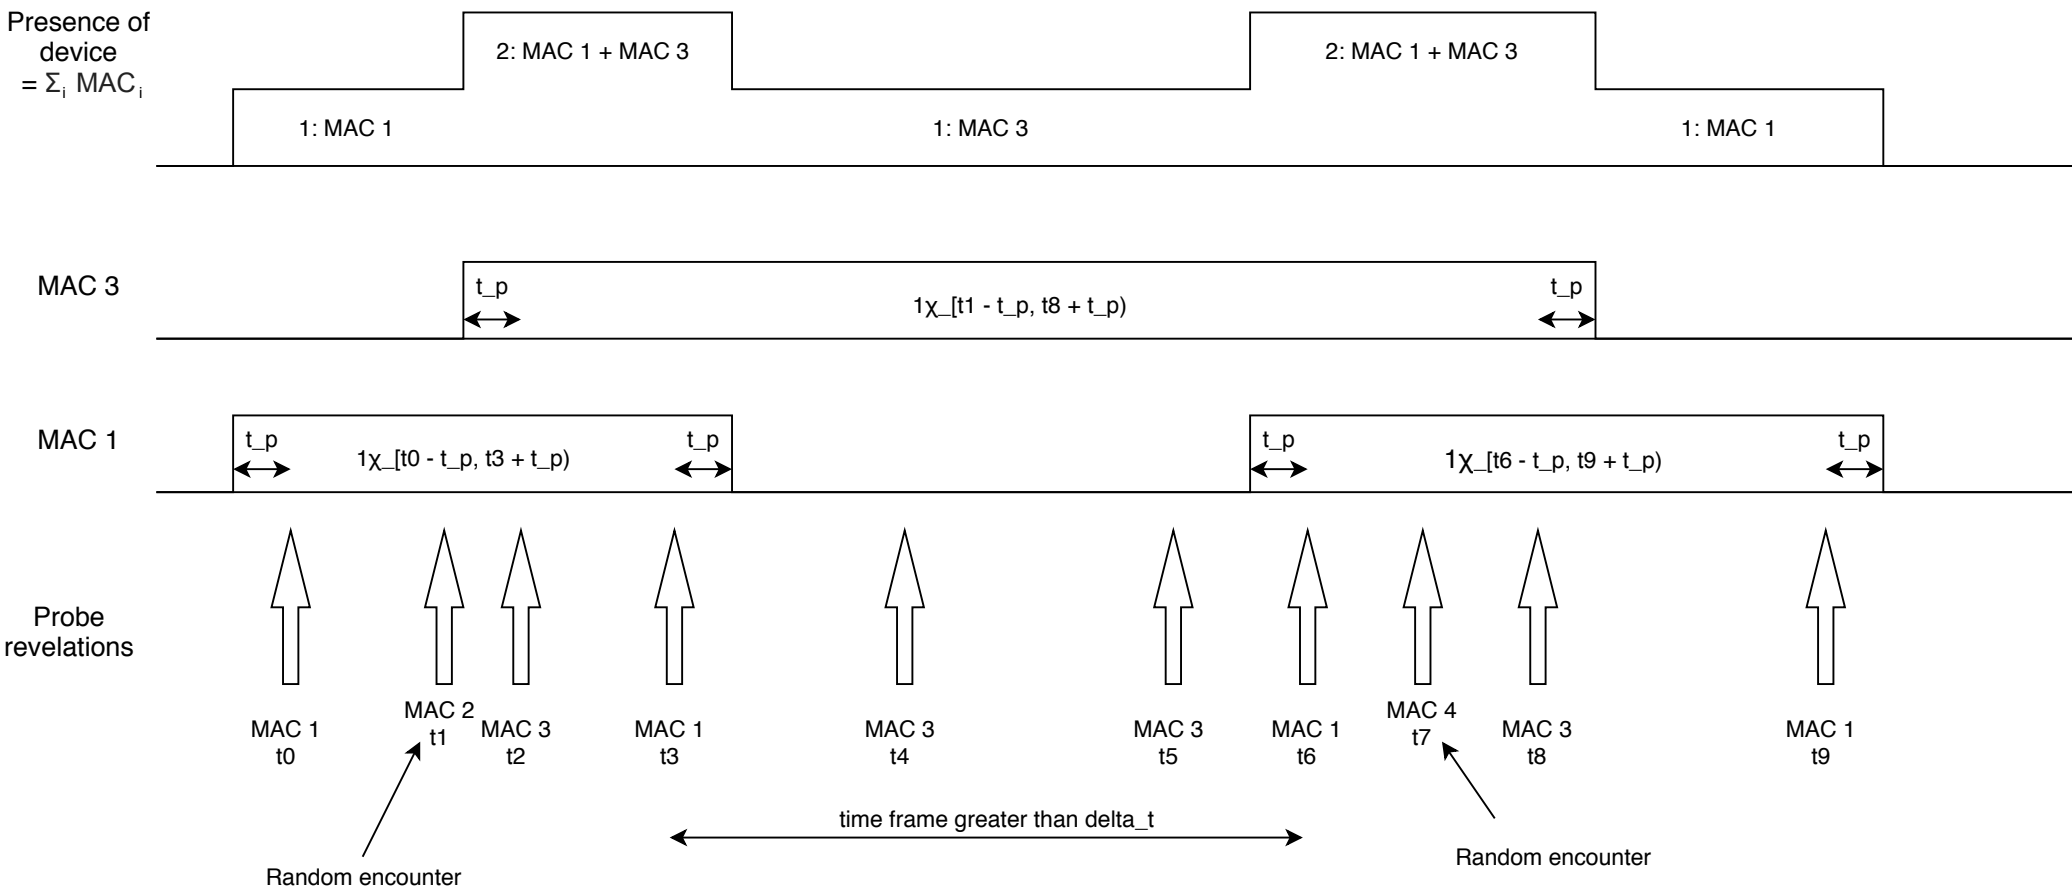 Presence of
device
= Σi MACi
2: MAC 1 + MAC 3
2: MAC 1 + MAC 3
1: MAC 1
1: MAC 3
1: MAC 1
MAC 3
t_p
1χ_[t1 - t_p, t8 + t_p)
t_p
MAC 1
t_p
1χ_[t0 - t_p, t3 + t_p)
t_p
t_p
1χ_[t6 - t_p, t9 + t_p)
t_p
Probe
revelations
MAC 1
t0
MAC 2
t1
MAC 3
t2
MAC 1
t3
MAC 3
t4
MAC 3
t5
MAC 1
t6
MAC 4
t7
MAC 3
t8
MAC 1
t9
time frame greater than delta_t
Random encounter
Random encounter